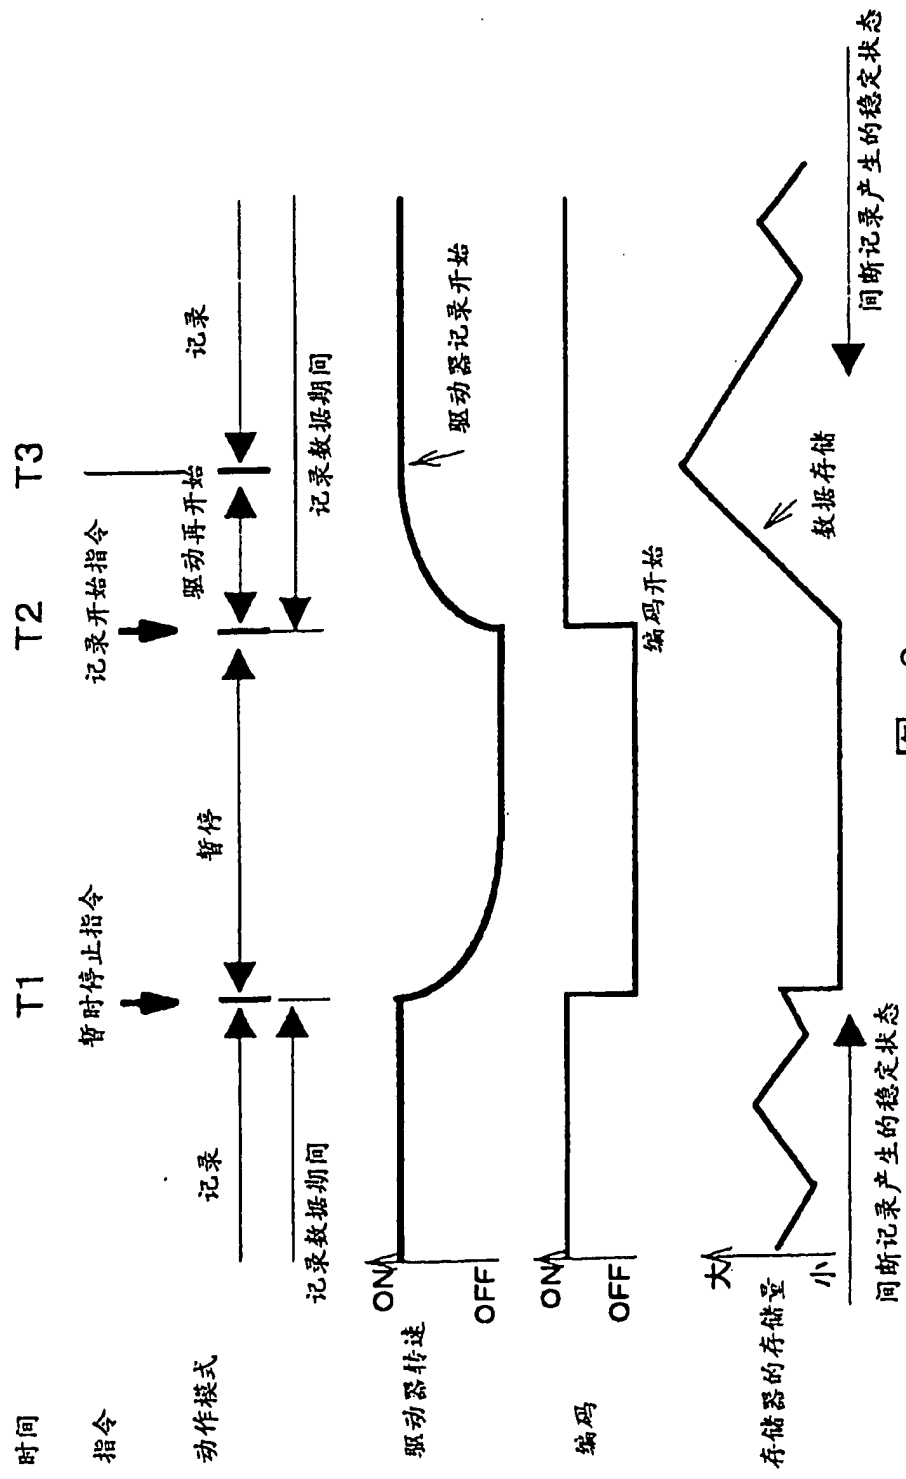 时间 T1 T2 T3
指令 暂时停止指令 记录开始指令
动作模式 记录 暂停 驱动再开始 记录
记录数据期间 记录数据期间
驱动器转速
ON
OFF
驱动器记录开始
编码
ON
OFF
编码开始
存储器的存储量
大
小
数据存储
间断记录产生的稳定状态 间断记录产生的稳定状态
图